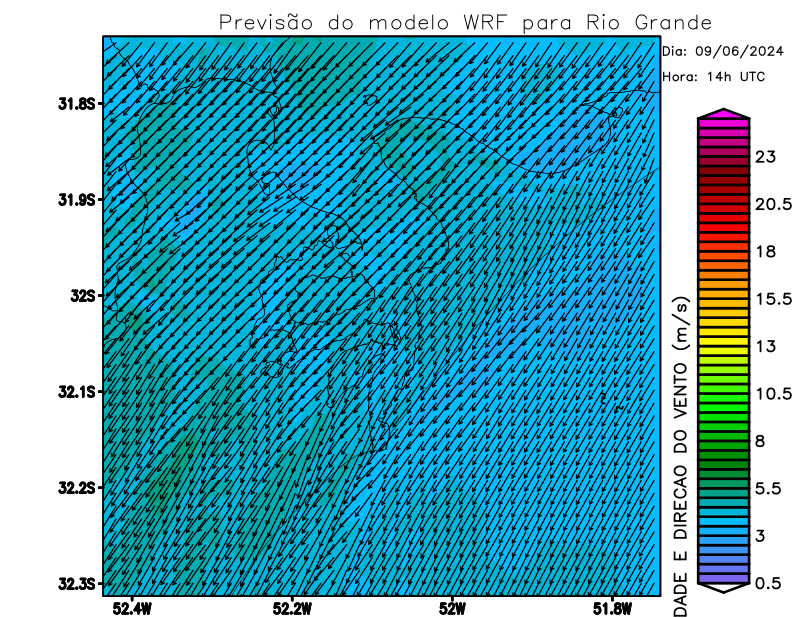 Previsão do modelo WRF para Rio Grande
Dia: 09/06/2024
Hora: 14h UTC
31.8S
31.9S
32S
32.1S
32.2S
32.3S
52.4W
52.2W
52W
51.8W
DADE E DIRECAO DO VENTO (m/s)
23
20.5
18
15.5
13
10.5
8
5.5
3
0.5